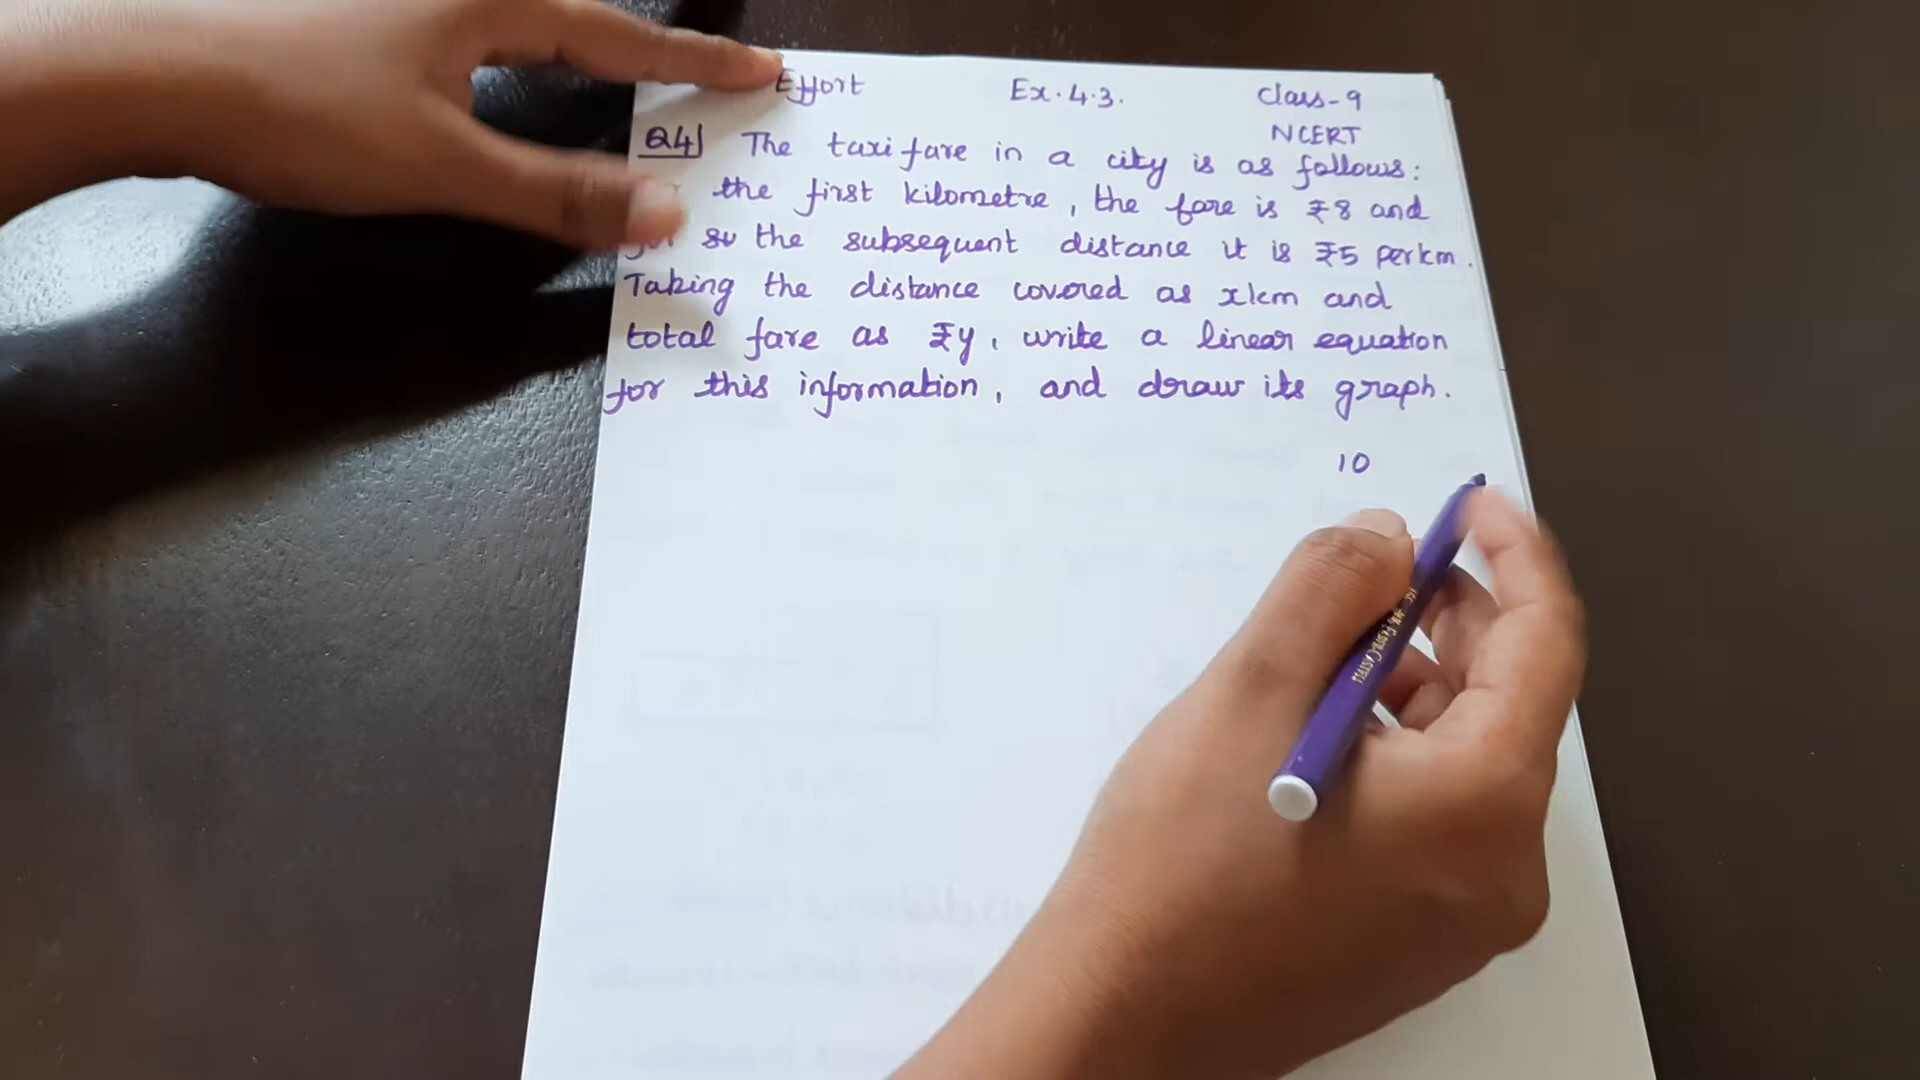 Effort Ex. 4.3. Class-9
NCERT
Q4) The taxi fare in a city is as follows:
the first kilometre, the fare is ₹8 and
su the subsequent distance it is ₹5 per km.
Taking the distance covered as x km and
total fare as ₹y, write a linear equation
for this information, and draw its graph.
10